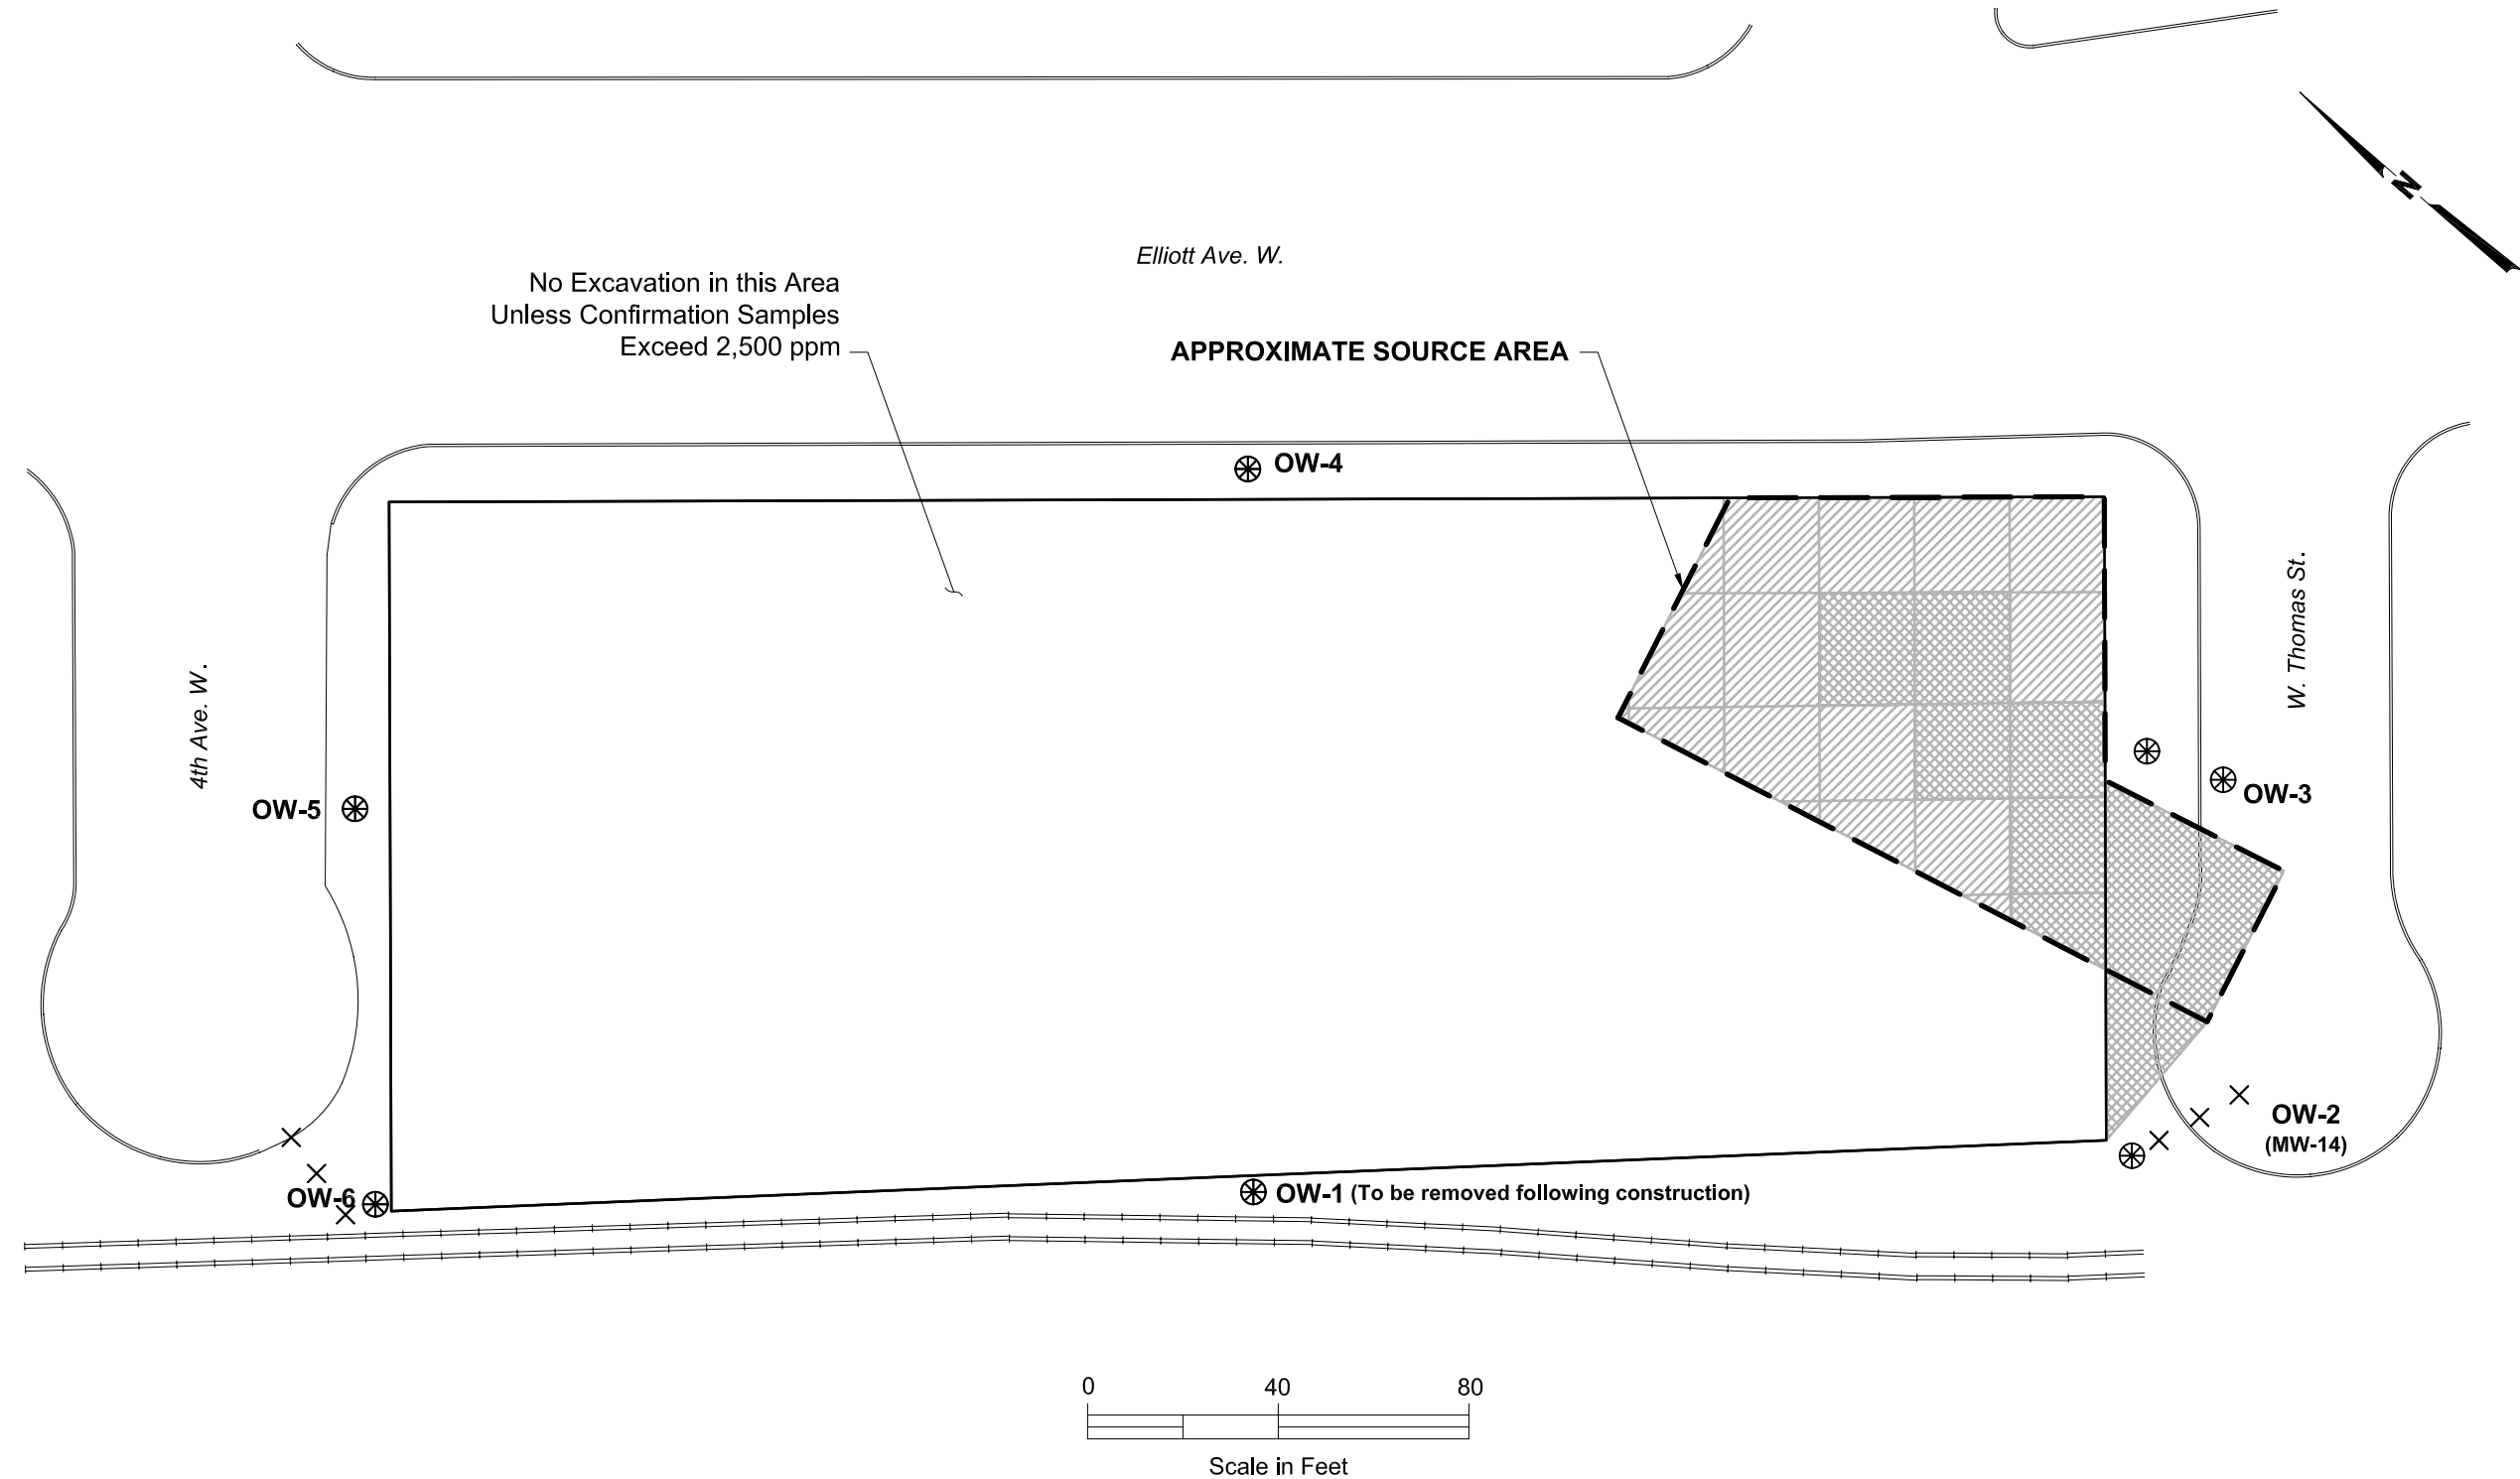 N
Elliott Ave. W.
No Excavation in this Area
Unless Confirmation Samples
Exceed 2,500 ppm
APPROXIMATE SOURCE AREA
OW-4
W. Thomas St.
4th Ave. W.
OW-5
OW-3
OW-2
(MW-14)
OW-6
OW-1 (To be removed following construction)
0 40 80
Scale in Feet